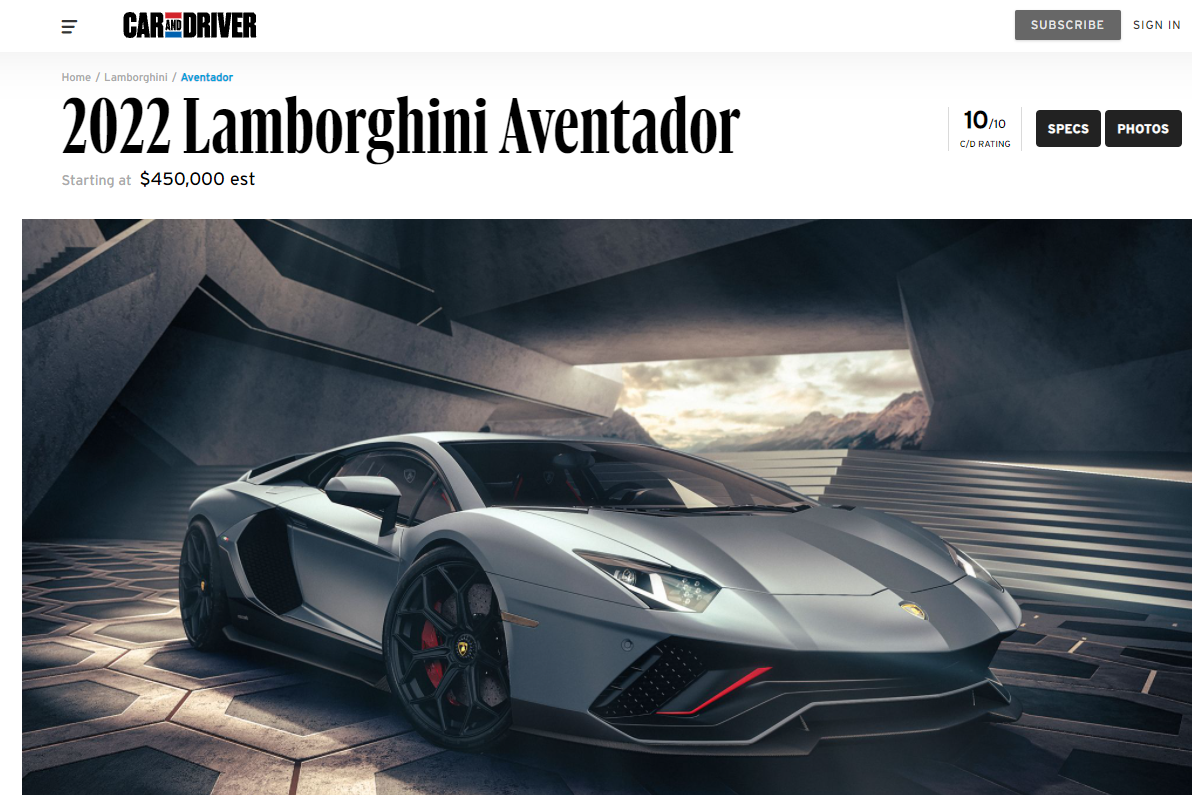 CAR AND DRIVER
SUBSCRIBE
SIGN IN
Home / Lamborghini / Aventador
2022 Lamborghini Aventador
10/10
C/D RATING
SPECS
PHOTOS
Starting at $450,000 est